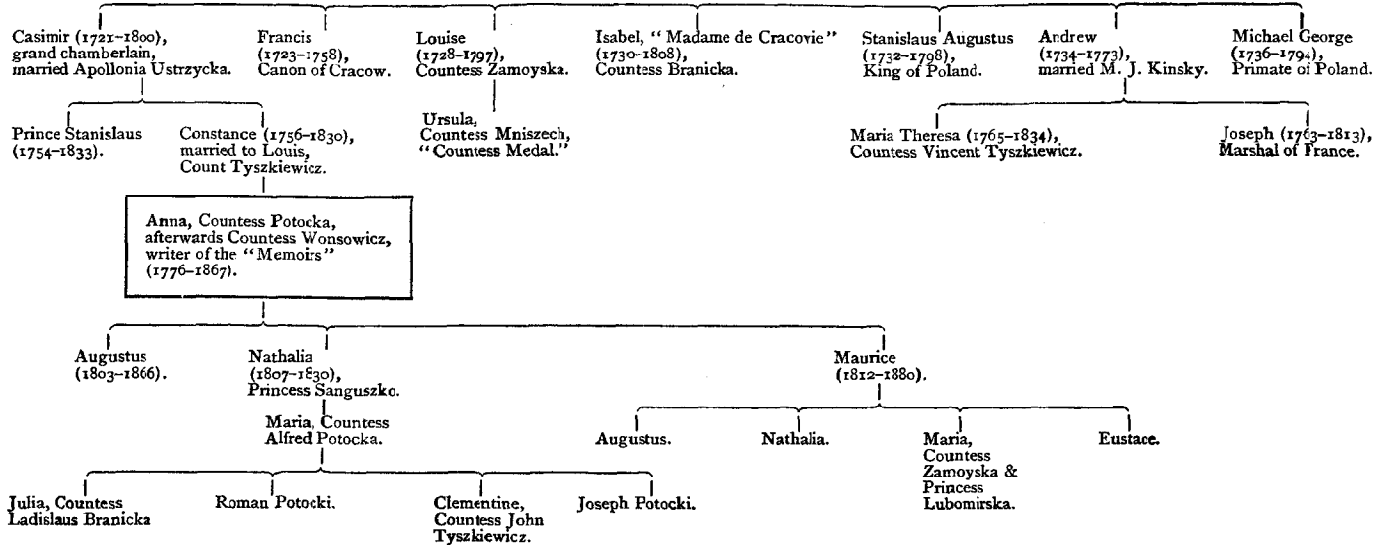 Casimir (1721-1800),
grand chamberlain,
married Apollonia Ustrzycka.
Francis
(1723-1758),
Canon of Cracow.
Louise
(1728-1797),
Countess Zamoyska.
Isabel, "Madame de Cracovie"
(1730-1808),
Countess Branicka.
Stanislaus Augustus
(1732-1798),
King of Poland.
Andrew
(1734-1773),
married M. J. Kinsky.
Michael George
(1736-1794),
Primate of Poland.
Prince Stanislaus
(1754-1833).
Constance (1756-1830),
married to Louis,
Count Tyszkiewicz.
Ursula,
Countess Mniszech,
"Countess Medal."
Maria Theresa (1765-1834),
Countess Vincent Tyszkiewicz.
Joseph (1763-1813),
Marshal of France.
Anna, Countess Potocka,
afterwards Countess Wonsowicz,
writer of the "Memoirs"
(1776-1867).
Augustus
(1803-1866).
Nathalia
(1807-1830),
Princess Sanguszko.
Maurice
(1812-1880).
Maria, Countess
Alfred Potocka.
Augustus.
Nathalia.
Maria,
Countess
Zamoyska &
Princess
Lubomirska.
Eustace.
Julia, Countess
Ladislaus Branicka
Roman Potocki.
Clementine,
Countess John
Tyszkiewicz.
Joseph Potocki.